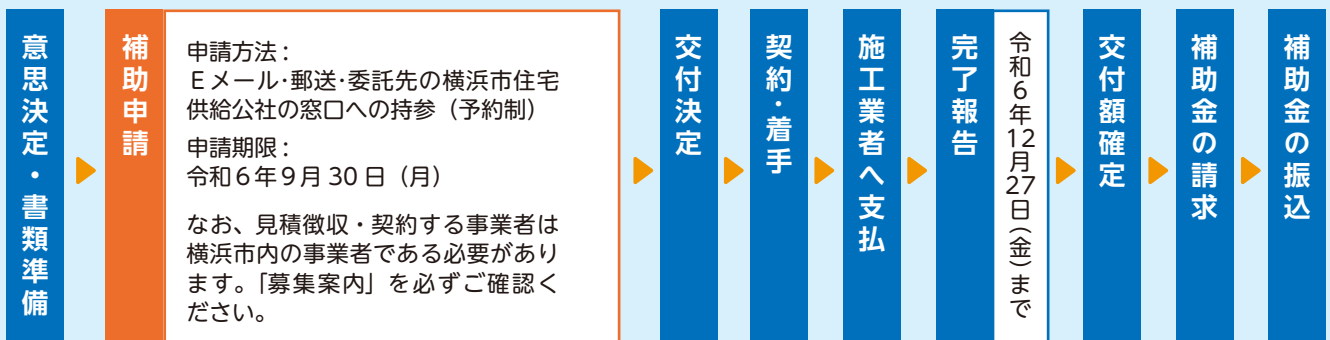 意思決定・書類準備
補助申請
申請方法：
Ｅメール･郵送･委託先の横浜市住宅
供給公社の窓口への持参（予約制）
申請期限：
令和６年９月 30 日（月）
なお、見積徴収・契約する事業者は
横浜市内の事業者である必要があり
ます。「募集案内」を必ずご確認く
ださい。
交付決定
契約・着手
施工業者へ支払
完了報告
令和６年12月27日（金）まで
交付額確定
補助金の請求
補助金の振込